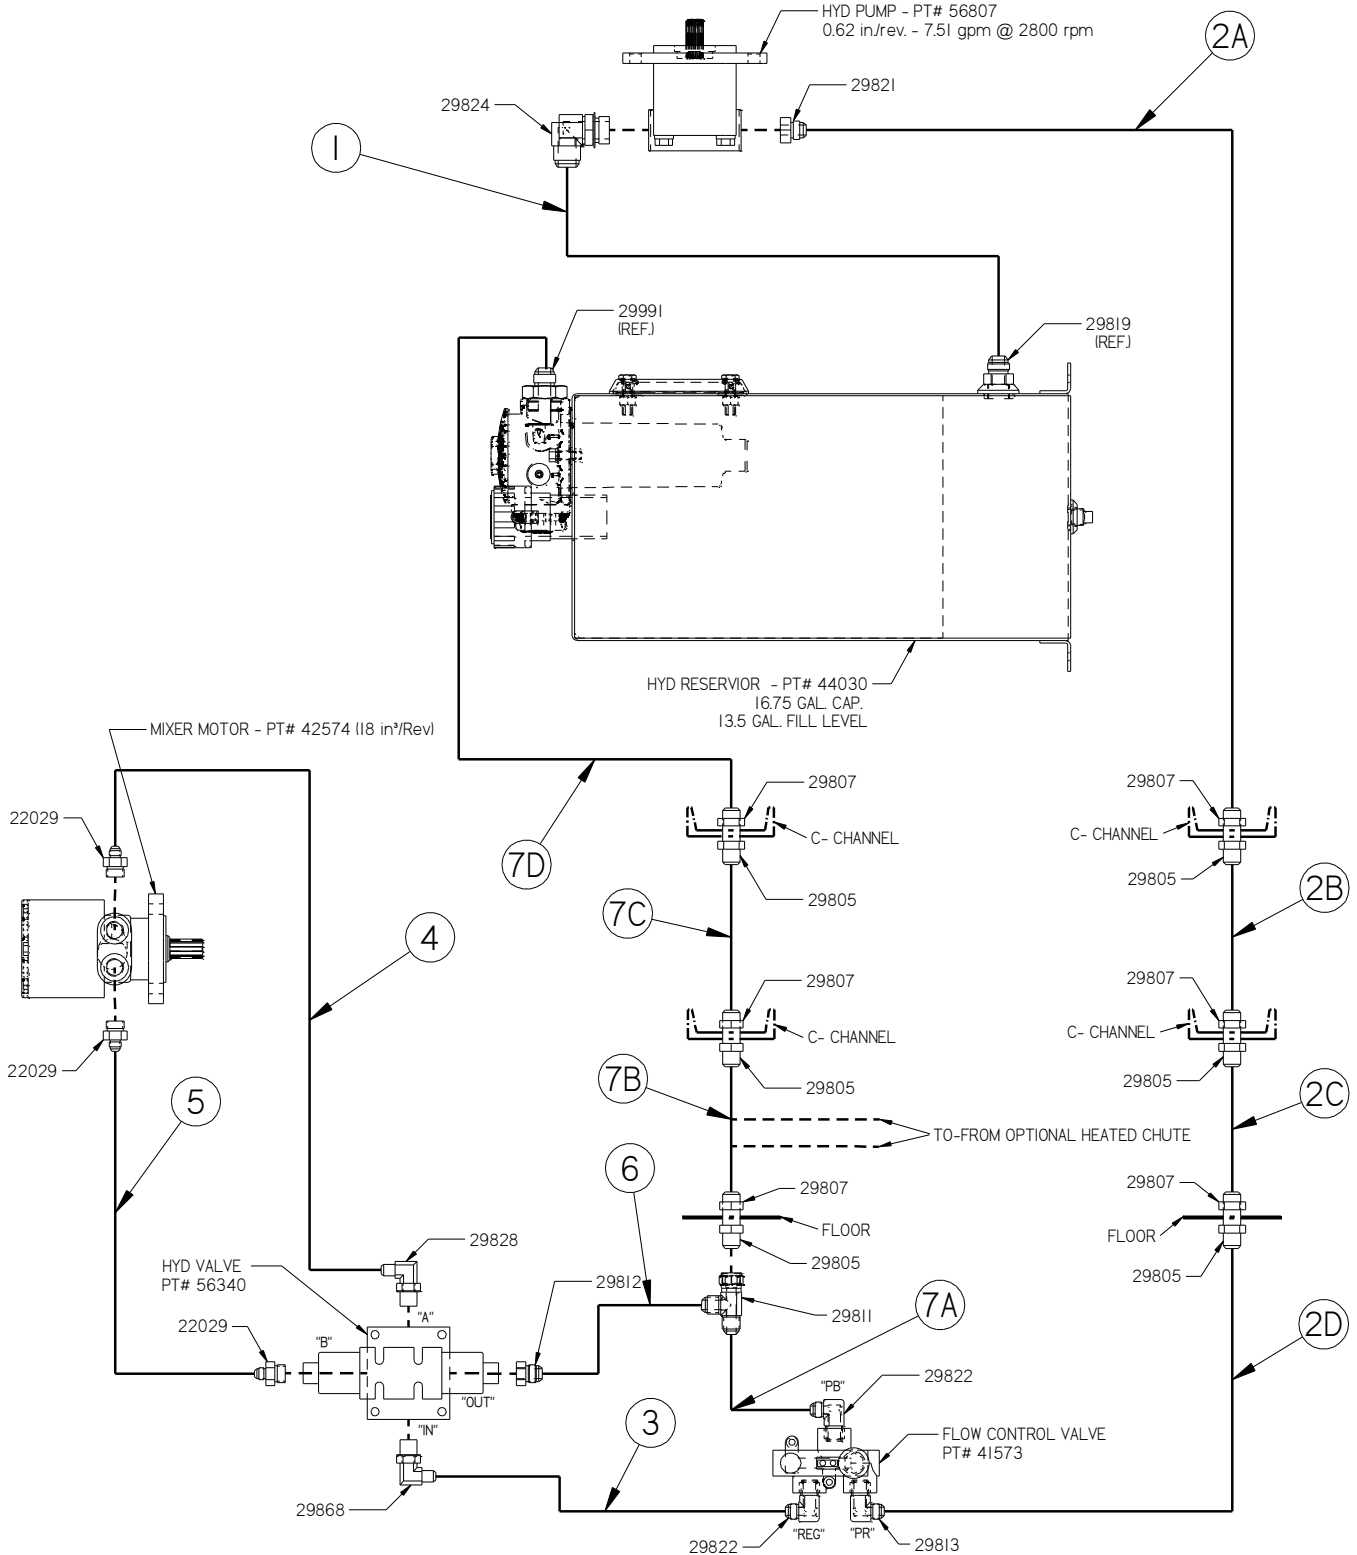 HYD PUMP - PT# 56807
0.62 in./rev. - 7.51 gpm @ 2800 rpm
2A
29821
29824
1
29991
(REF.)
29819
(REF.)
HYD RESERVIOR - PT# 44030
16.75 GAL. CAP.
13.5 GAL. FILL LEVEL
MIXER MOTOR - PT# 42574 (18 in³/Rev)
22029
29807
C- CHANNEL
29805
29807
C- CHANNEL
29805
7D
7C
2B
4
29807
C- CHANNEL
29805
29807
C- CHANNEL
29805
22029
7B
5
2C
TO-FROM OPTIONAL HEATED CHUTE
6
29807
FLOOR
29805
29807
FLOOR
29805
29828
HYD VALVE
PT# 56340
29812
29811
7A
2D
"A"
"B"
22029
"OUT"
"IN"
"PB"
29822
3
FLOW CONTROL VALVE
PT# 41573
29868
29822
"REG"
"PR"
29813